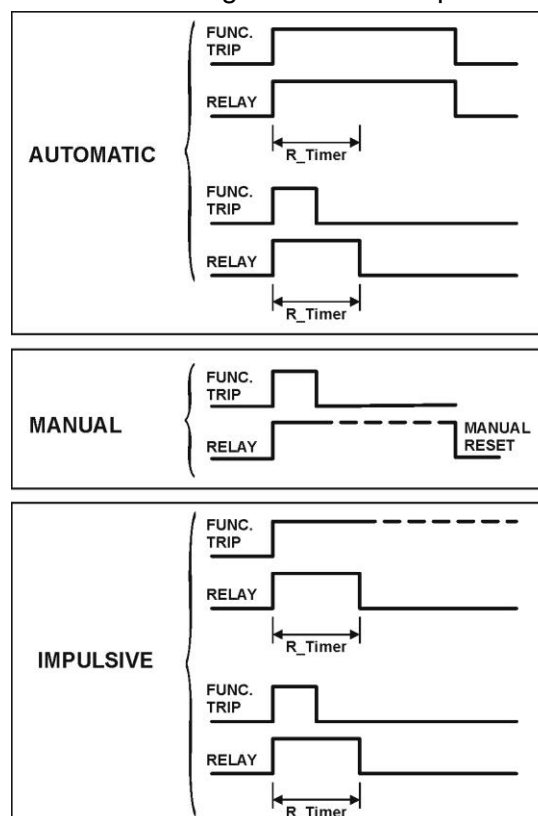 FUNC.
TRIP
RELAY
R_Timer
AUTOMATIC
FUNC.
TRIP
RELAY
R_Timer
FUNC.
TRIP
MANUAL
RELAY
MANUAL
RESET
FUNC.
TRIP
RELAY
R_Timer
IMPULSIVE
FUNC.
TRIP
RELAY
R_Timer